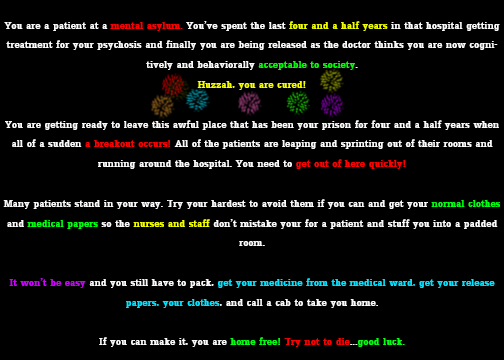 You are a patient at a mental asylum. You've spent the last four and a half years in that hospital getting
treatment for your psychosis and finally you are being released as the doctor thinks you are now cogni-
tively and behaviorally acceptable to society.
Huzzah, you are cured!
You are getting ready to leave this awful place that has been your prison for four and a half years when
all of a sudden a breakout occurs! All of the patients are leaping and sprinting out of their rooms and
running around the hospital. You need to get out of here quickly!
Many patients stand in your way. Try your hardest to avoid them if you can and get your normal clothes
and medical papers so the nurses and staff don't mistake your for a patient and stuff you into a padded
room.
It won't be easy and you still have to pack, get your medicine from the medical ward, get your release
papers, your clothes, and call a cab to take you home.
If you can make it, you are home free! Try not to die...good luck.